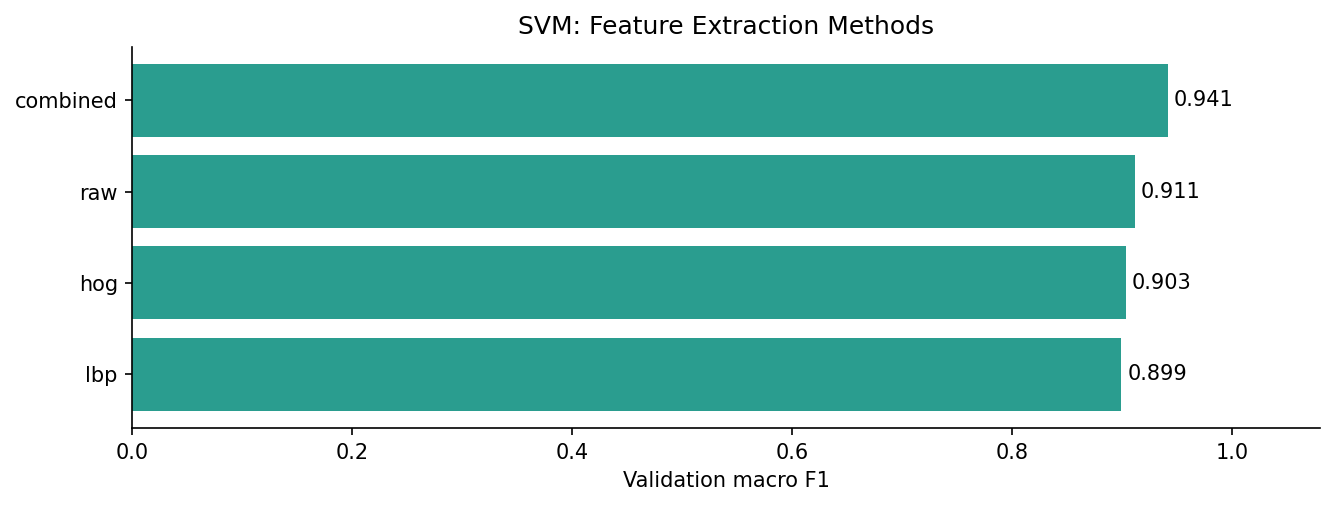 SVM: Feature Extraction Methods
combined 0.941
raw 0.911
hog 0.903
lbp 0.899
0.0 0.2 0.4 0.6 0.8 1.0
Validation macro F1